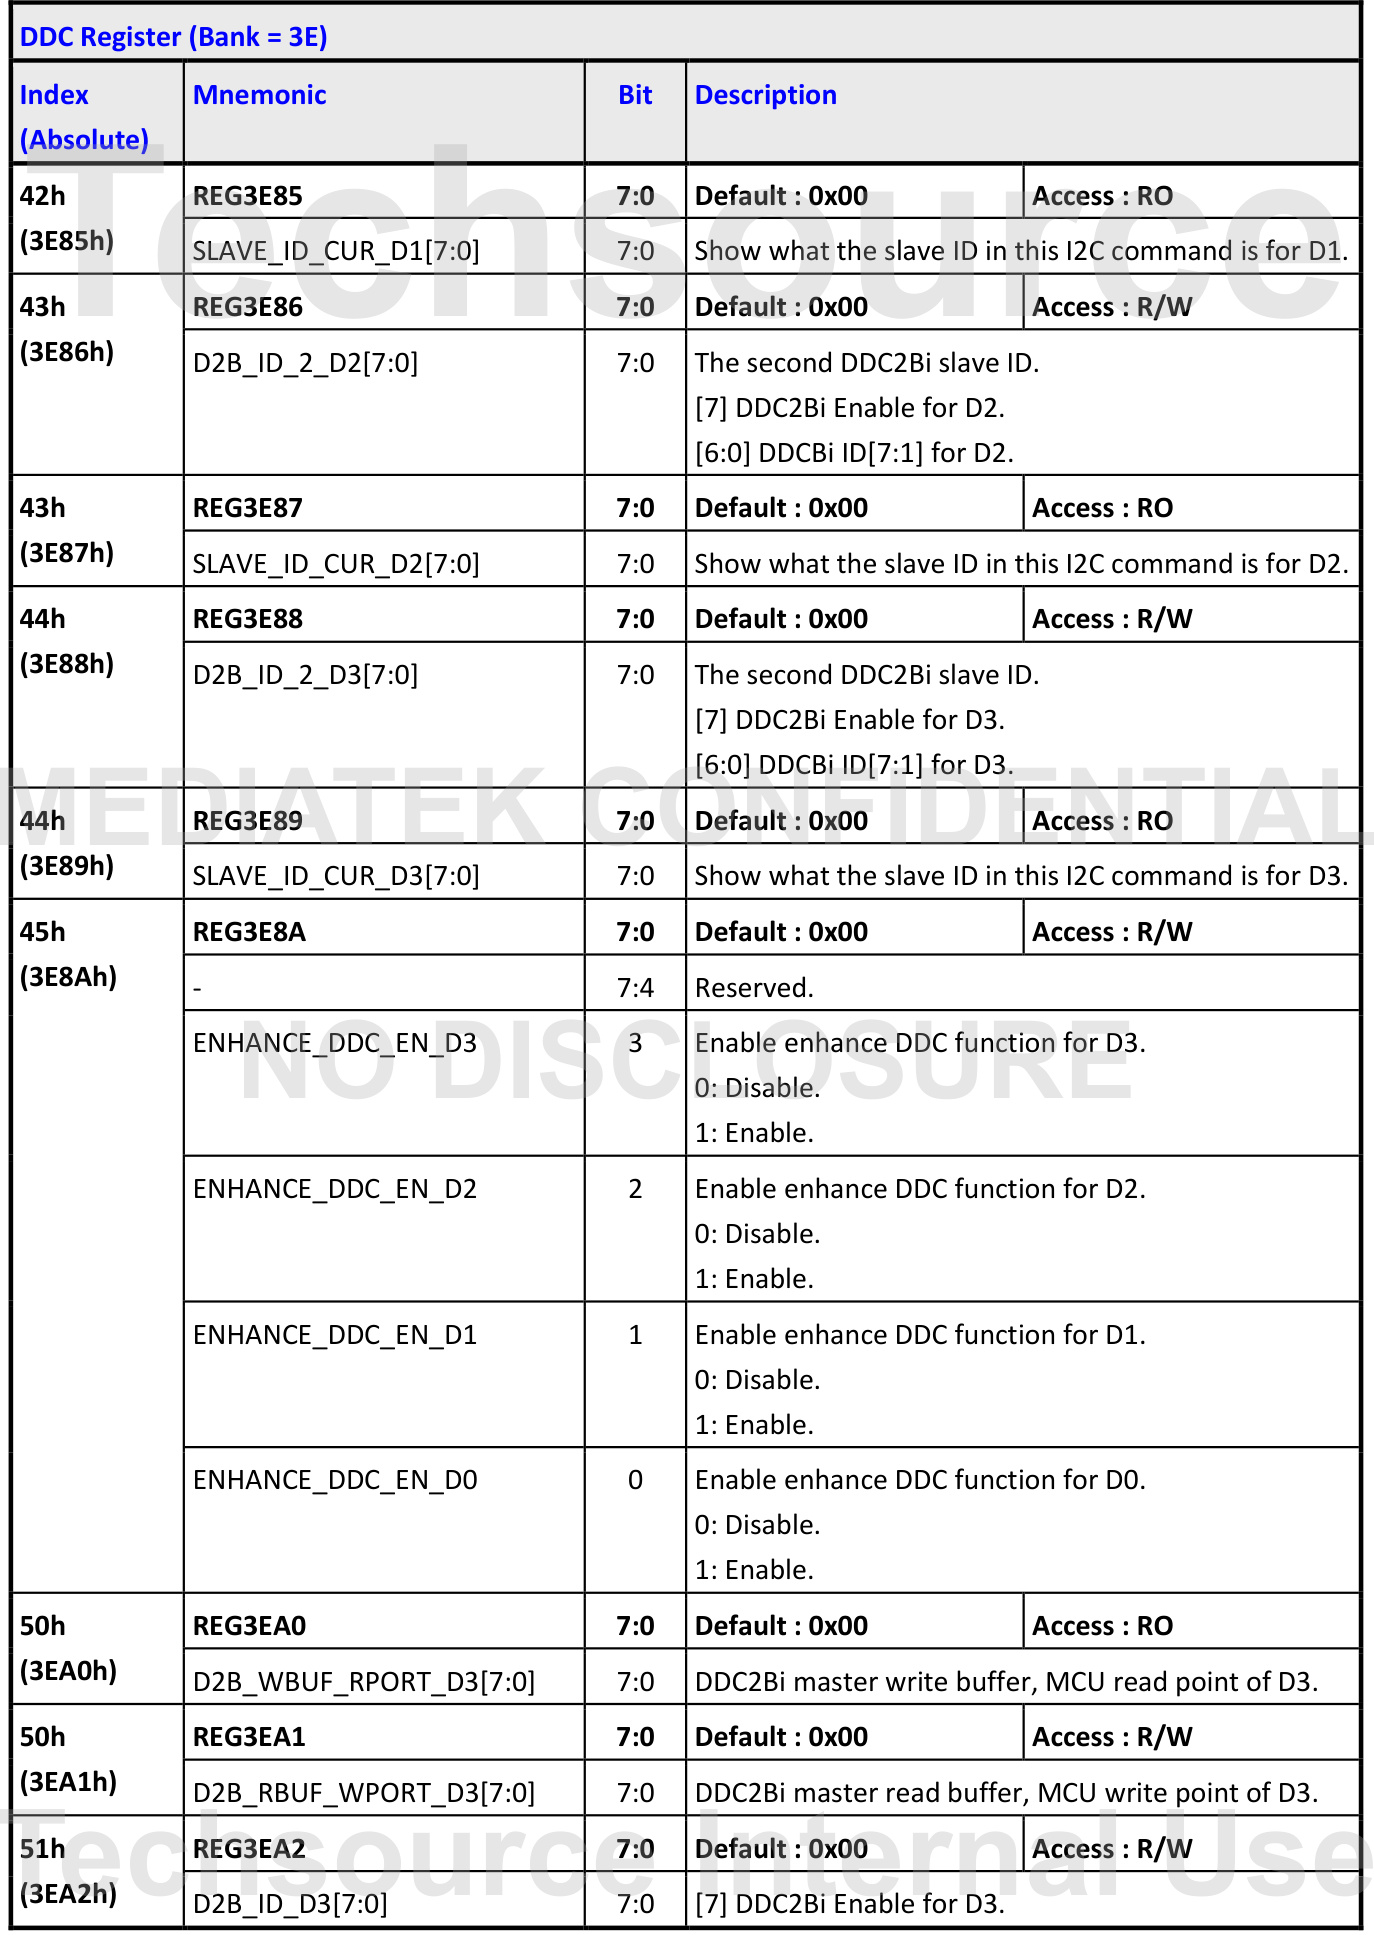 DDC Register (Bank = 3E)
Index Mnemonic Bit Description
(Absolute)
42h REG3E85 7:0 Default : 0x00 Access : RO
(3E85h) SLAVE_ID_CUR_D1[7:0] 7:0 Show what the slave ID in this I2C command is for D1.
Techsource
43h REG3E86 7:0 Default : 0x00 Access : R/W
(3E86h) D2B_ID_2_D2[7:0] 7:0 The second DDC2Bi slave ID.
[7] DDC2Bi Enable for D2.
[6:0] DDCBi ID[7:1] for D2.
43h REG3E87 7:0 Default : 0x00 Access : RO
(3E87h) SLAVE_ID_CUR_D2[7:0] 7:0 Show what the slave ID in this I2C command is for D2.
44h REG3E88 7:0 Default : 0x00 Access : R/W
(3E88h) D2B_ID_2_D3[7:0] 7:0 The second DDC2Bi slave ID.
[7] DDC2Bi Enable for D3.
[6:0] DDCBi ID[7:1] for D3.
MEDIATEK CONFIDENTIAL
44h REG3E89 7:0 Default : 0x00 Access : RO
(3E89h) SLAVE_ID_CUR_D3[7:0] 7:0 Show what the slave ID in this I2C command is for D3.
45h REG3E8A 7:0 Default : 0x00 Access : R/W
(3E8Ah) - 7:4 Reserved.
ENHANCE_DDC_EN_D3 3 Enable enhance DDC function for D3.
NO DISCLOSURE
0: Disable.
1: Enable.
ENHANCE_DDC_EN_D2 2 Enable enhance DDC function for D2.
0: Disable.
1: Enable.
ENHANCE_DDC_EN_D1 1 Enable enhance DDC function for D1.
0: Disable.
1: Enable.
ENHANCE_DDC_EN_D0 0 Enable enhance DDC function for D0.
0: Disable.
1: Enable.
50h REG3EA0 7:0 Default : 0x00 Access : RO
(3EA0h) D2B_WBUF_RPORT_D3[7:0] 7:0 DDC2Bi master write buffer, MCU read point of D3.
50h REG3EA1 7:0 Default : 0x00 Access : R/W
(3EA1h) D2B_RBUF_WPORT_D3[7:0] 7:0 DDC2Bi master read buffer, MCU write point of D3.
51h REG3EA2 7:0 Default : 0x00 Access : R/W
Techsource Internal Use
(3EA2h) D2B_ID_D3[7:0] 7:0 [7] DDC2Bi Enable for D3.